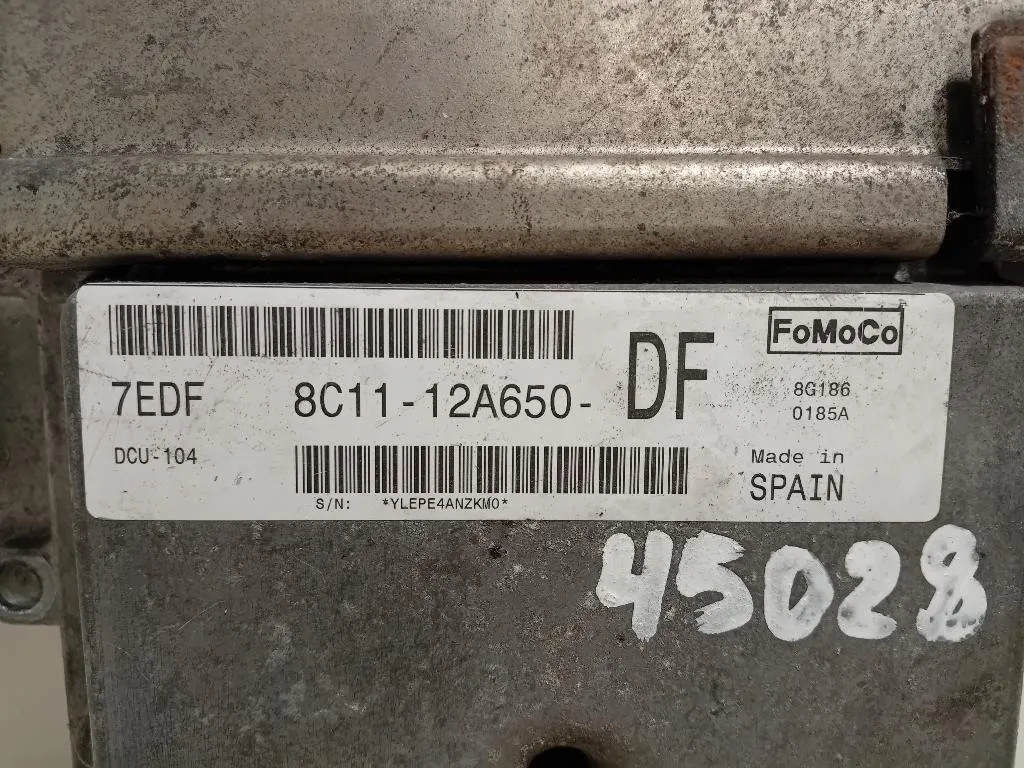 FoMoCo
7EDF 8C11-12A650- DF
8G186
0185A
DCU-104
Made in
SPAIN
S/N: *YLEPE4ANZKM0*
45028